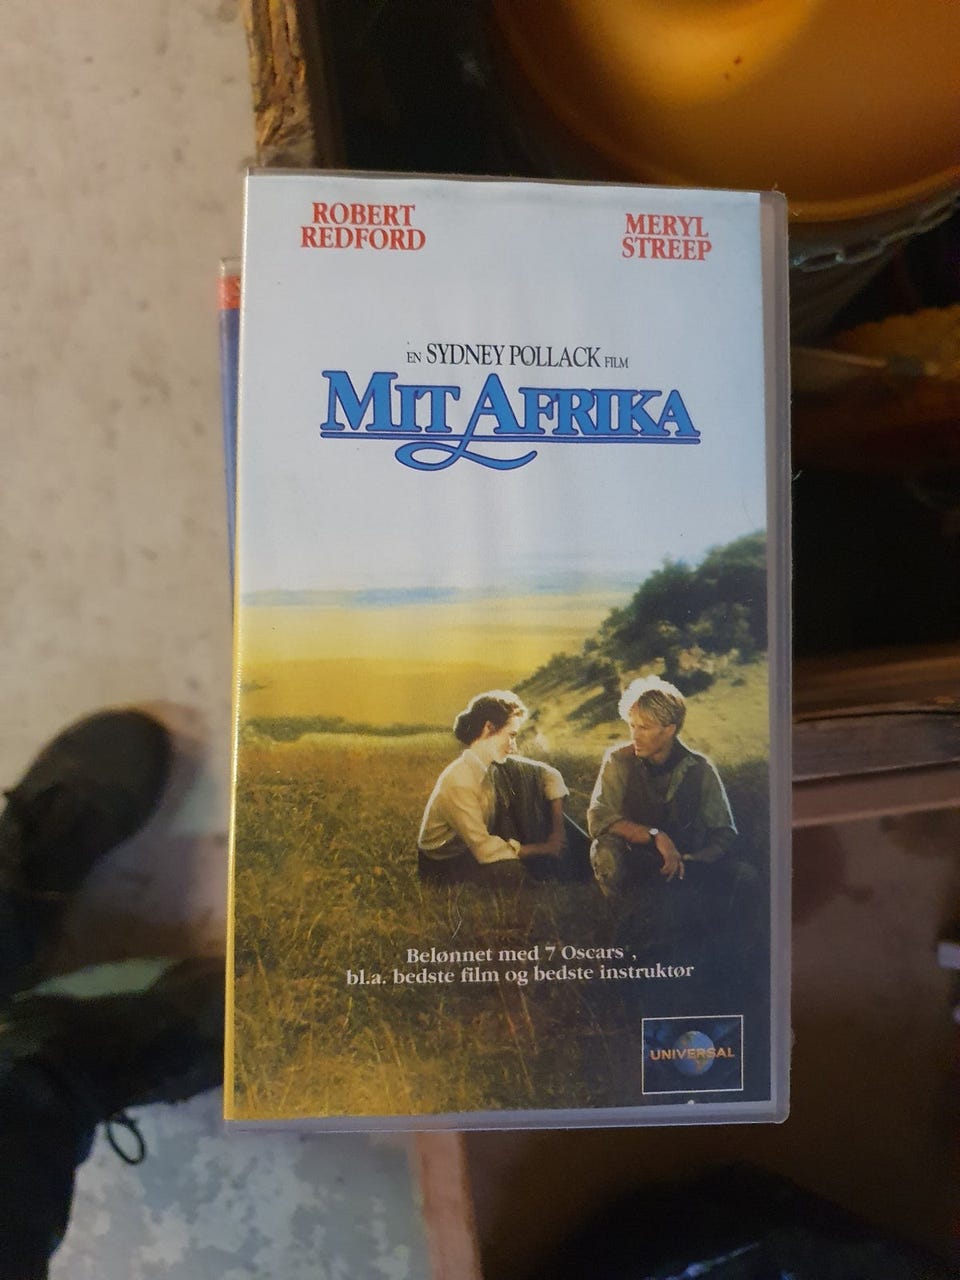 ROBERT
REDFORD
MERYL
STREEP
EN SYDNEY POLLACK FILM
MIT AFRIKA
Belønnet med 7 Oscars',
bl.a. bedste film og bedste instruktør
UNIVERSAL